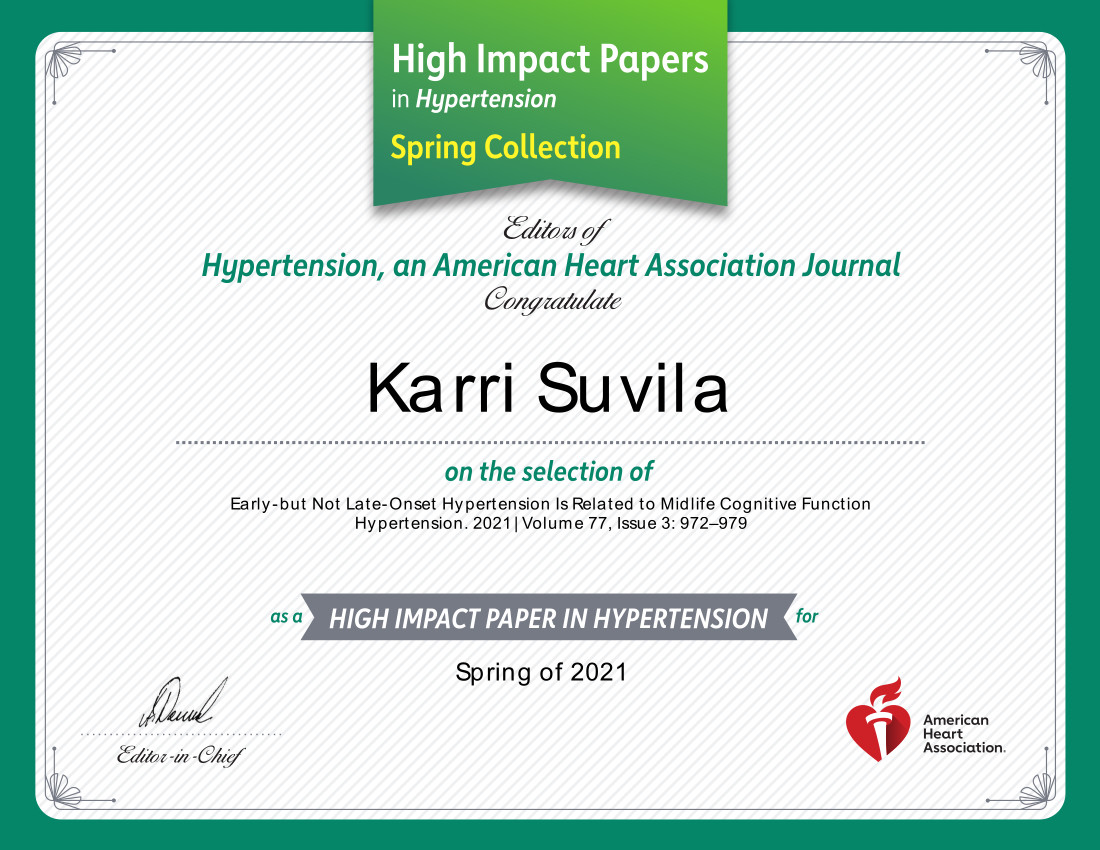 High Impact Papers
in Hypertension
Spring Collection
Editors of
Hypertension, an American Heart Association Journal
Congratulate
Karri Suvila
on the selection of
Early-but Not Late-Onset Hypertension Is Related to Midlife Cognitive Function
Hypertension. 2021| Volume 77, Issue 3: 972–979
as a HIGH IMPACT PAPER IN HYPERTENSION for
Spring of 2021
Editor-in-Chief
American
Heart
Association.